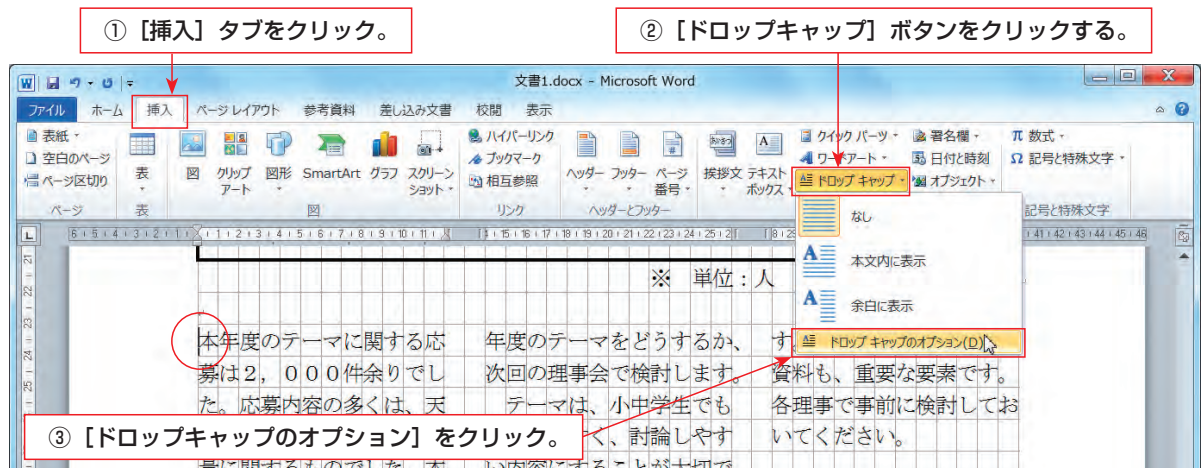 ① ［挿入］タブをクリック。
② ［ドロップキャップ］ボタンをクリックする。
文書1.docx - Microsoft Word
ファイル ホーム 挿入 ページ レイアウト 参考資料 差し込み文書 校閲 表示
表紙
空白のページ
ページ区切り
ページ
表
表
図
クリップ
アート
図形
SmartArt
グラフ
スクリーン
ショット
図
ハイパーリンク
ブックマーク
相互参照
リンク
ヘッダー
フッター
ページ
番号
ヘッダーとフッター
挨拶文
テキスト
ボックス
クイック パーツ
ワードアート
ドロップ キャップ
署名欄
日付と時刻
オブジェクト
π 数式
Ω 記号と特殊文字
記号と特殊文字
なし
本文内に表示
余白に表示
ドロップ キャップのオプション(D)
※ 単位：人
本年度のテーマに関する応
募は２，０００件余りでし
た。応募内容の多くは、天
年度のテーマをどうするか、
次回の理事会で検討します。
テーマは、小中学生でも
く、討論しやす
い内容にすることが大切で
す
資料も、重要な要素です。
各理事で事前に検討してお
いてください。
③ ［ドロップキャップのオプション］をクリック。